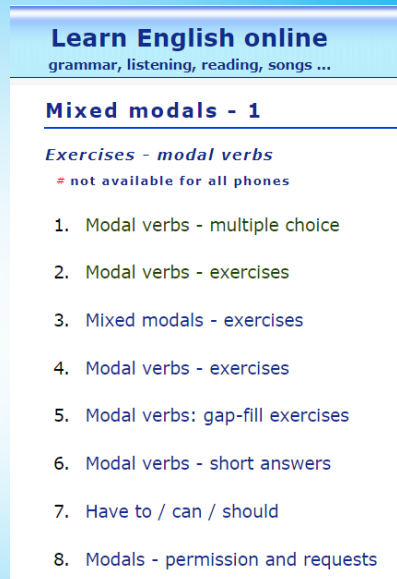 Learn English online
grammar, listening, reading, songs ...
Mixed modals - 1
Exercises - modal verbs
# not available for all phones
1. Modal verbs - multiple choice
2. Modal verbs - exercises
3. Mixed modals - exercises
4. Modal verbs - exercises
5. Modal verbs: gap-fill exercises
6. Modal verbs - short answers
7. Have to / can / should
8. Modals - permission and requests